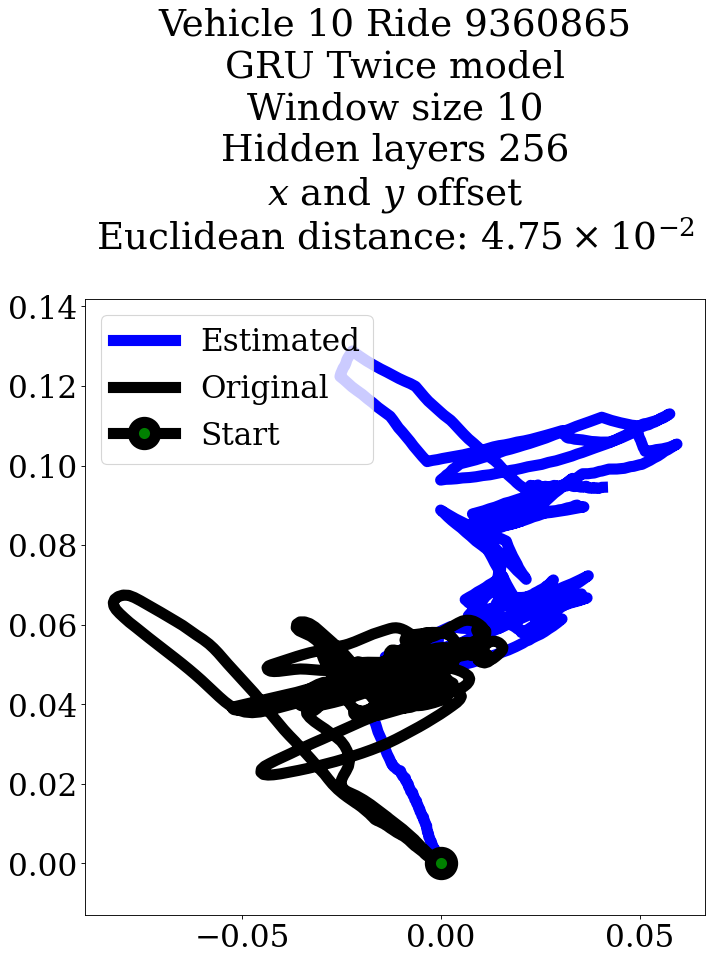 Vehicle 10 Ride 9360865
GRU Twice model
Window size 10
Hidden layers 256
x and y offset
Euclidean distance: 4.75 × 10⁻²
0.14
0.12
0.10
0.08
0.06
0.04
0.02
0.00
Estimated
Original
Start
−0.05
0.00
0.05